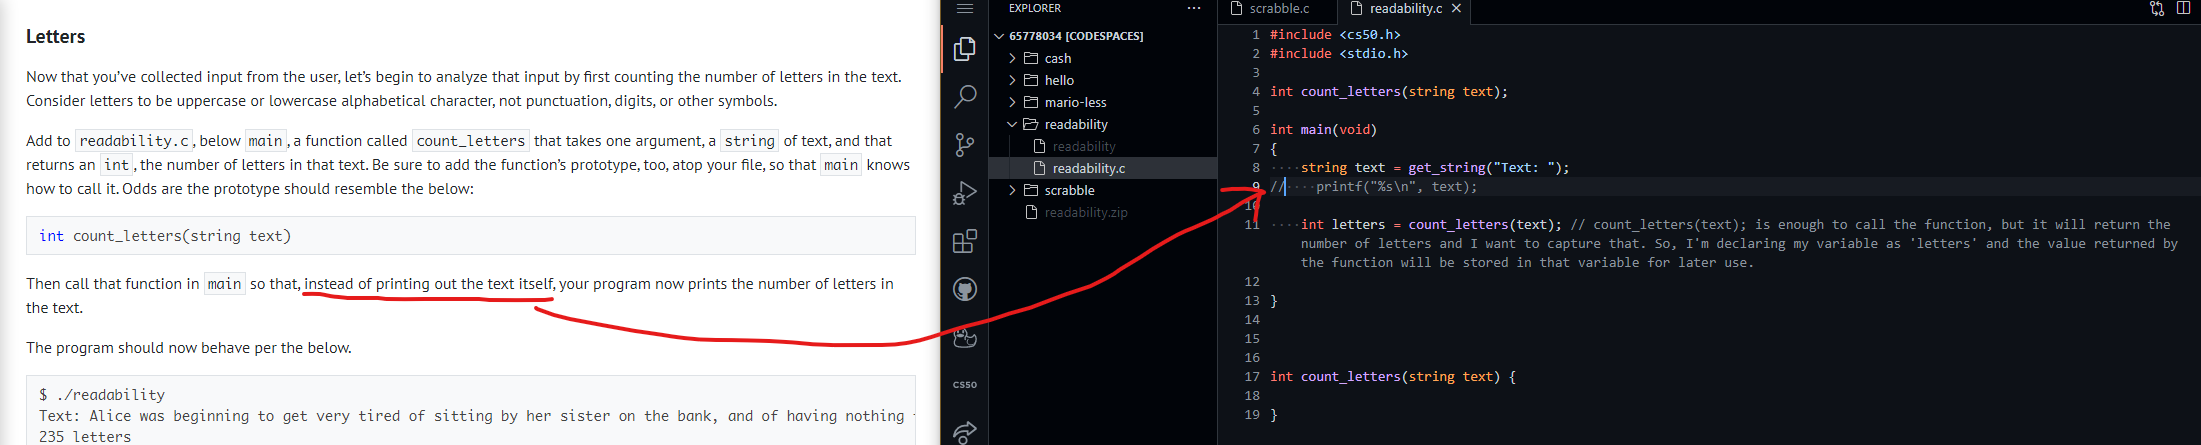 Letters
Now that you've collected input from the user, let's begin to analyze that input by first counting the number of letters in the text.
Consider letters to be uppercase or lowercase alphabetical character, not punctuation, digits, or other symbols.
Add to readability.c, below main, a function called count_letters that takes one argument, a string of text, and that
returns an int, the number of letters in that text. Be sure to add the function's prototype, too, atop your file, so that main knows
how to call it. Odds are the prototype should resemble the below:
int count_letters(string text)
Then call that function in main so that, instead of printing out the text itself, your program now prints the number of letters in
the text.
The program should now behave per the below.
$ ./readability
Text: Alice was beginning to get very tired of sitting by her sister on the bank, and of having nothing
235 letters
EXPLORER ...
65778034 [CODESPACES]
cash
hello
mario-less
readability
readability
readability.c
scrabble
readability.zip
CS50
scrabble.c
readability.c
1 #include <cs50.h>
2 #include <stdio.h>
3
4 int count_letters(string text);
5
6 int main(void)
7 {
8 ····string text = get_string("Text: ");
9 //····printf("%s\n", text);
10
11 ····int letters = count_letters(text); // count_letters(text); is enough to call the function, but it will return the
number of letters and I want to capture that. So, I'm declaring my variable as 'letters' and the value returned by
the function will be stored in that variable for later use.
12
13 }
14
15
16
17 int count_letters(string text) {
18
19 }